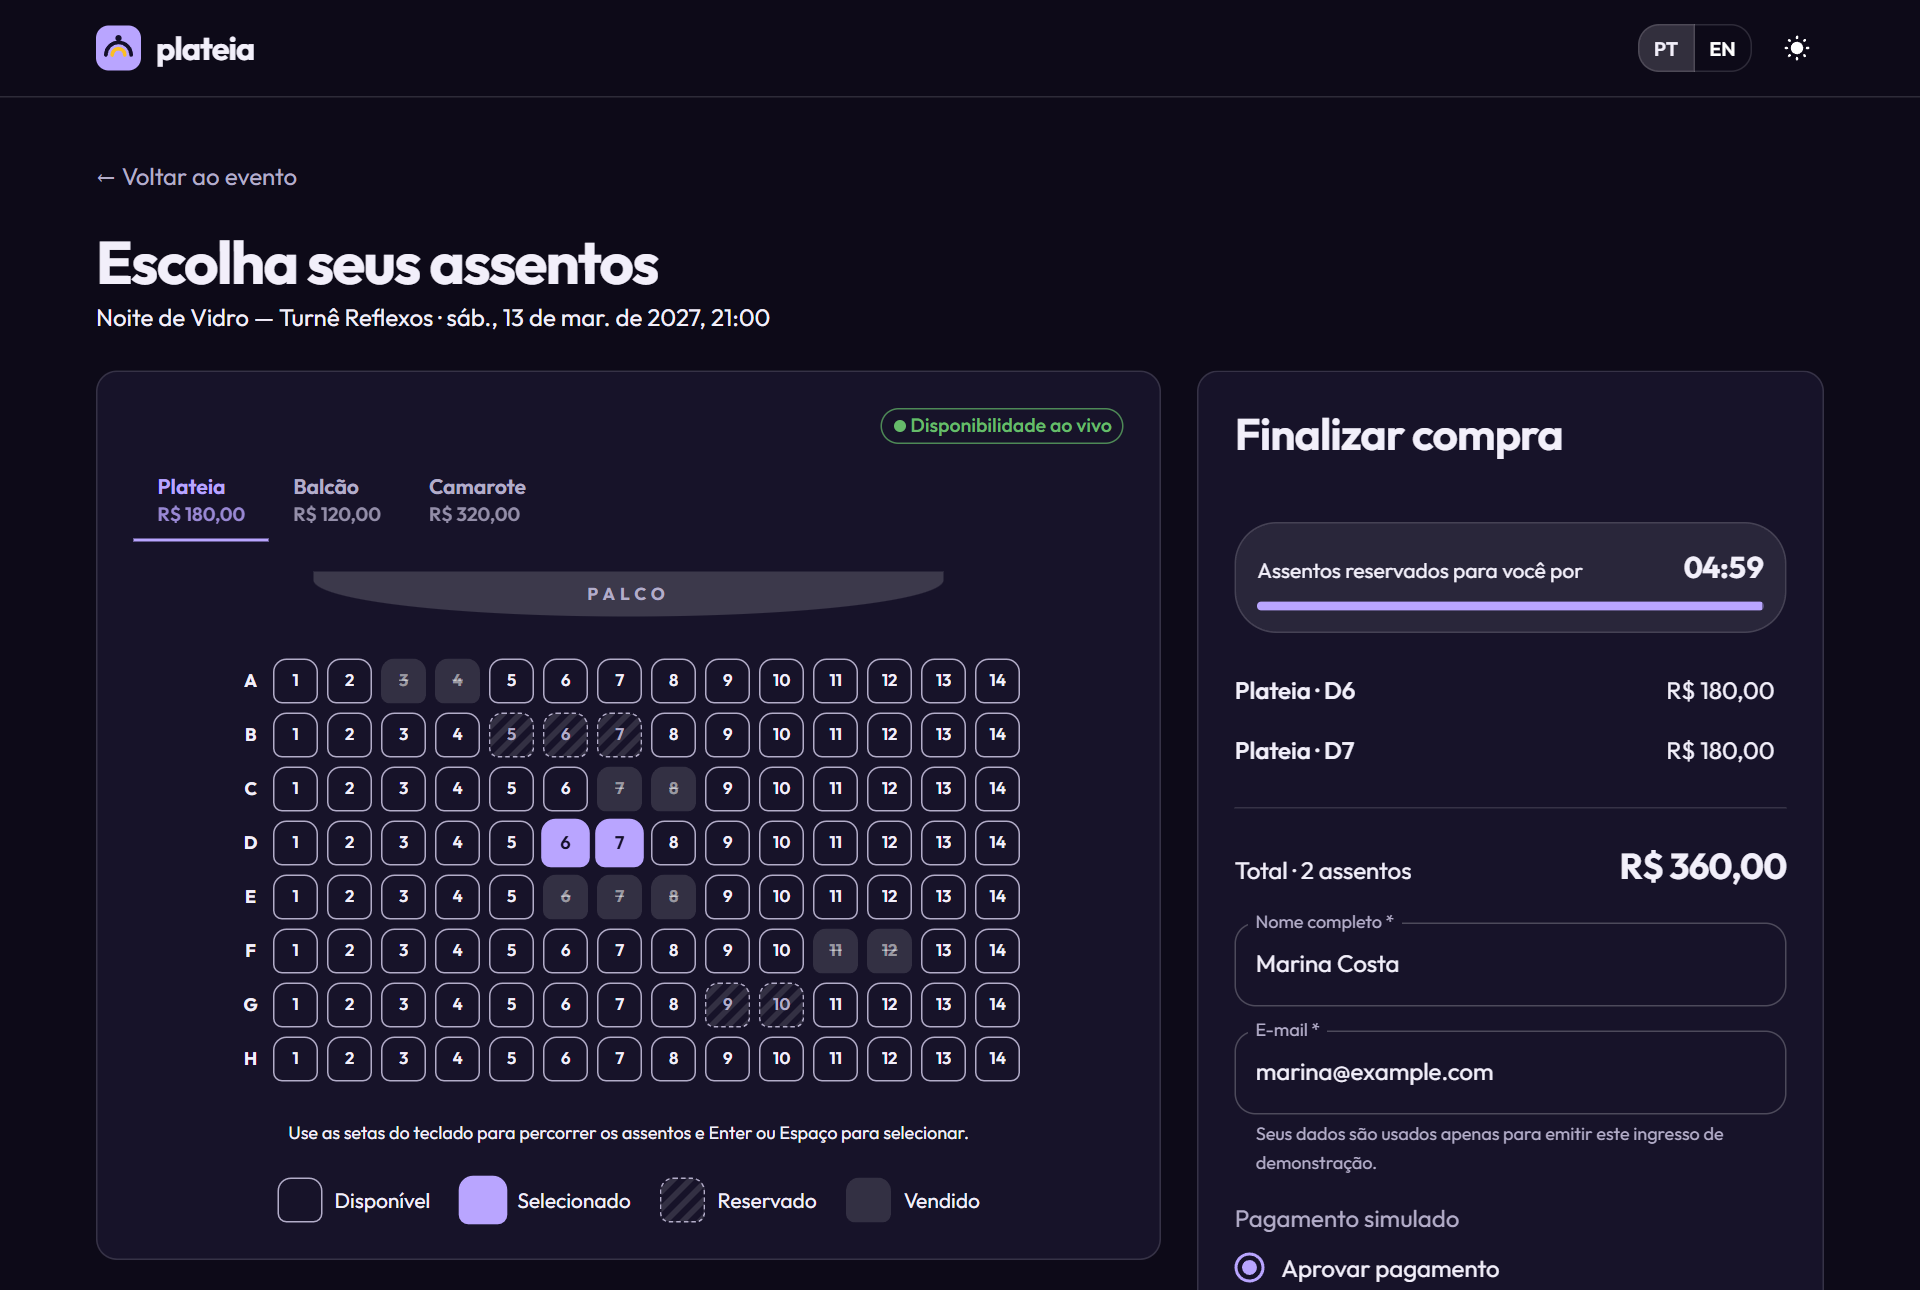 plateia
PT EN
← Voltar ao evento
Escolha seus assentos
Noite de Vidro — Turnê Reflexos · sáb., 13 de mar. de 2027, 21:00
Disponibilidade ao vivo
Plateia Balcão Camarote
R$ 180,00 R$ 120,00 R$ 320,00
PALCO
A 1 2 3 4 5 6 7 8 9 10 11 12 13 14
B 1 2 3 4 5 6 7 8 9 10 11 12 13 14
C 1 2 3 4 5 6 7 8 9 10 11 12 13 14
D 1 2 3 4 5 6 7 8 9 10 11 12 13 14
E 1 2 3 4 5 6 7 8 9 10 11 12 13 14
F 1 2 3 4 5 6 7 8 9 10 11 12 13 14
G 1 2 3 4 5 6 7 8 9 10 11 12 13 14
H 1 2 3 4 5 6 7 8 9 10 11 12 13 14
Use as setas do teclado para percorrer os assentos e Enter ou Espaço para selecionar.
Disponível Selecionado Reservado Vendido
Finalizar compra
Assentos reservados para você por 04:59
Plateia · D6 R$ 180,00
Plateia · D7 R$ 180,00
Total · 2 assentos R$ 360,00
Nome completo *
Marina Costa
E-mail *
marina@example.com
Seus dados são usados apenas para emitir este ingresso de
demonstração.
Pagamento simulado
Aprovar pagamento